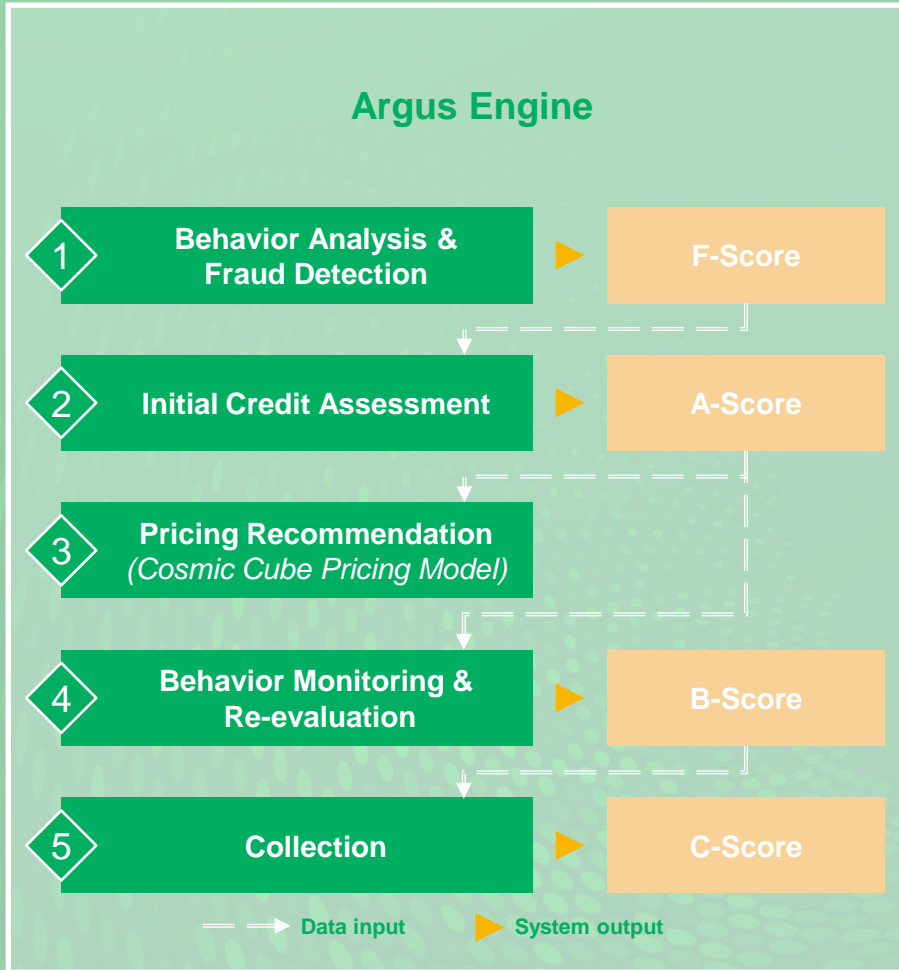 Argus Engine
1
Behavior Analysis &
Fraud Detection
F-Score
2
Initial Credit Assessment
A-Score
3
Pricing Recommendation
(Cosmic Cube Pricing Model)
4
Behavior Monitoring &
Re-evaluation
B-Score
5
Collection
C-Score
Data input
System output